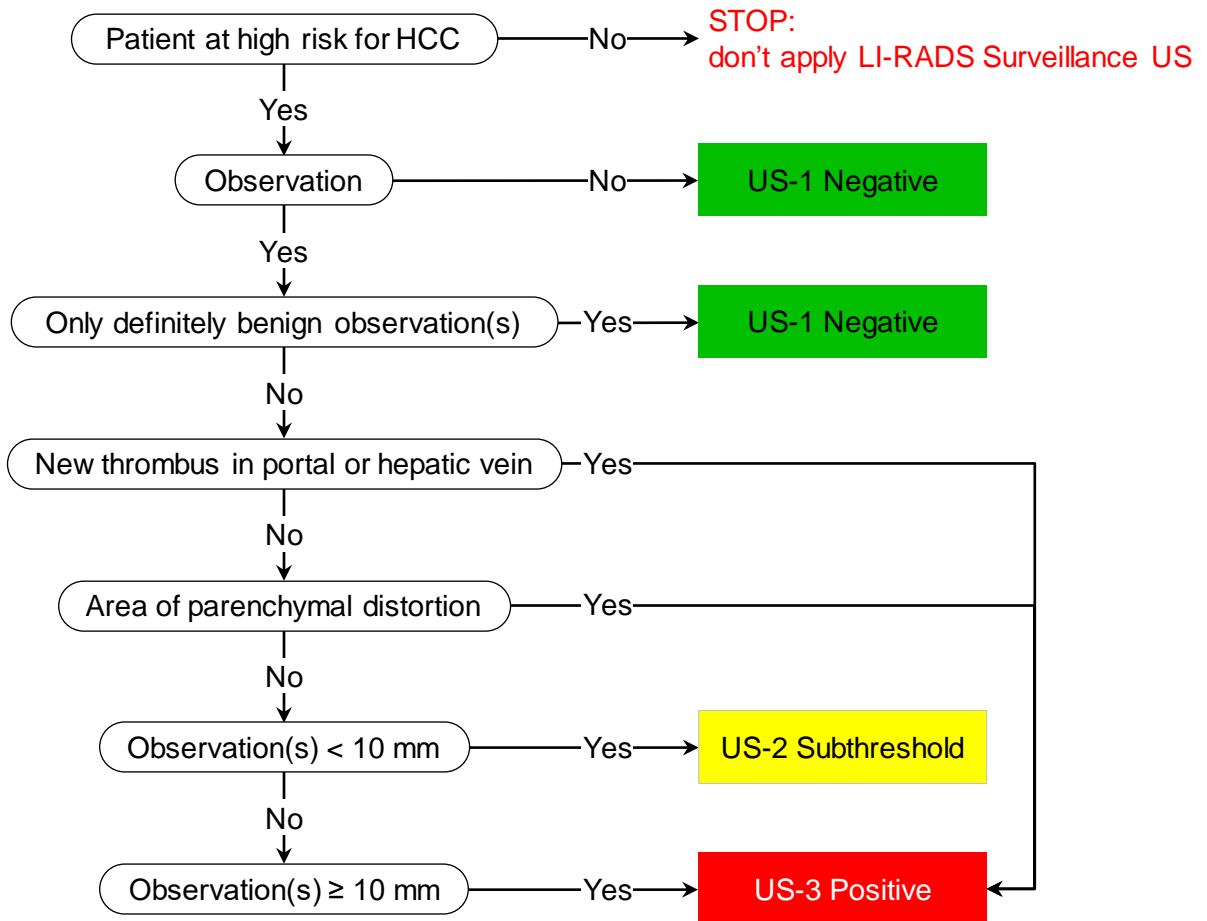 Patient at high risk for HCC
No
STOP:
don't apply LI-RADS Surveillance US
Yes
Observation
No
US-1 Negative
Yes
Only definitely benign observation(s)
Yes
US-1 Negative
No
New thrombus in portal or hepatic vein
Yes
No
Area of parenchymal distortion
Yes
No
Observation(s) < 10 mm
Yes
US-2 Subthreshold
No
Observation(s) ≥ 10 mm
Yes
US-3 Positive